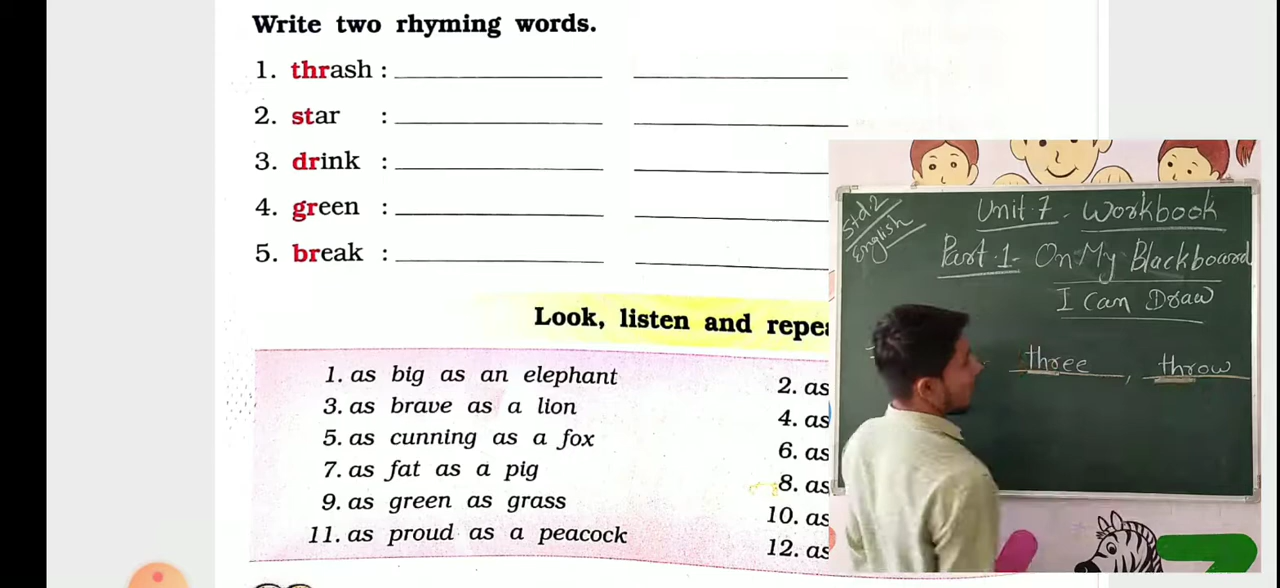 Write two rhyming words.
1. thrash :
2. star :
3. drink :
4. green :
5. break :
Look, listen and
1. as big as an elephant
2. as
3. as brave as a lion
4. as
5. as cunning as a fox
6. as
7. as fat as a pig
8. as
9. as green as grass
10. as
11. as proud as a peacock
12. as
Std:2
English
Unit.7 - Workbook
Part.1- On My Blackboard
I Can Draw
three , throw